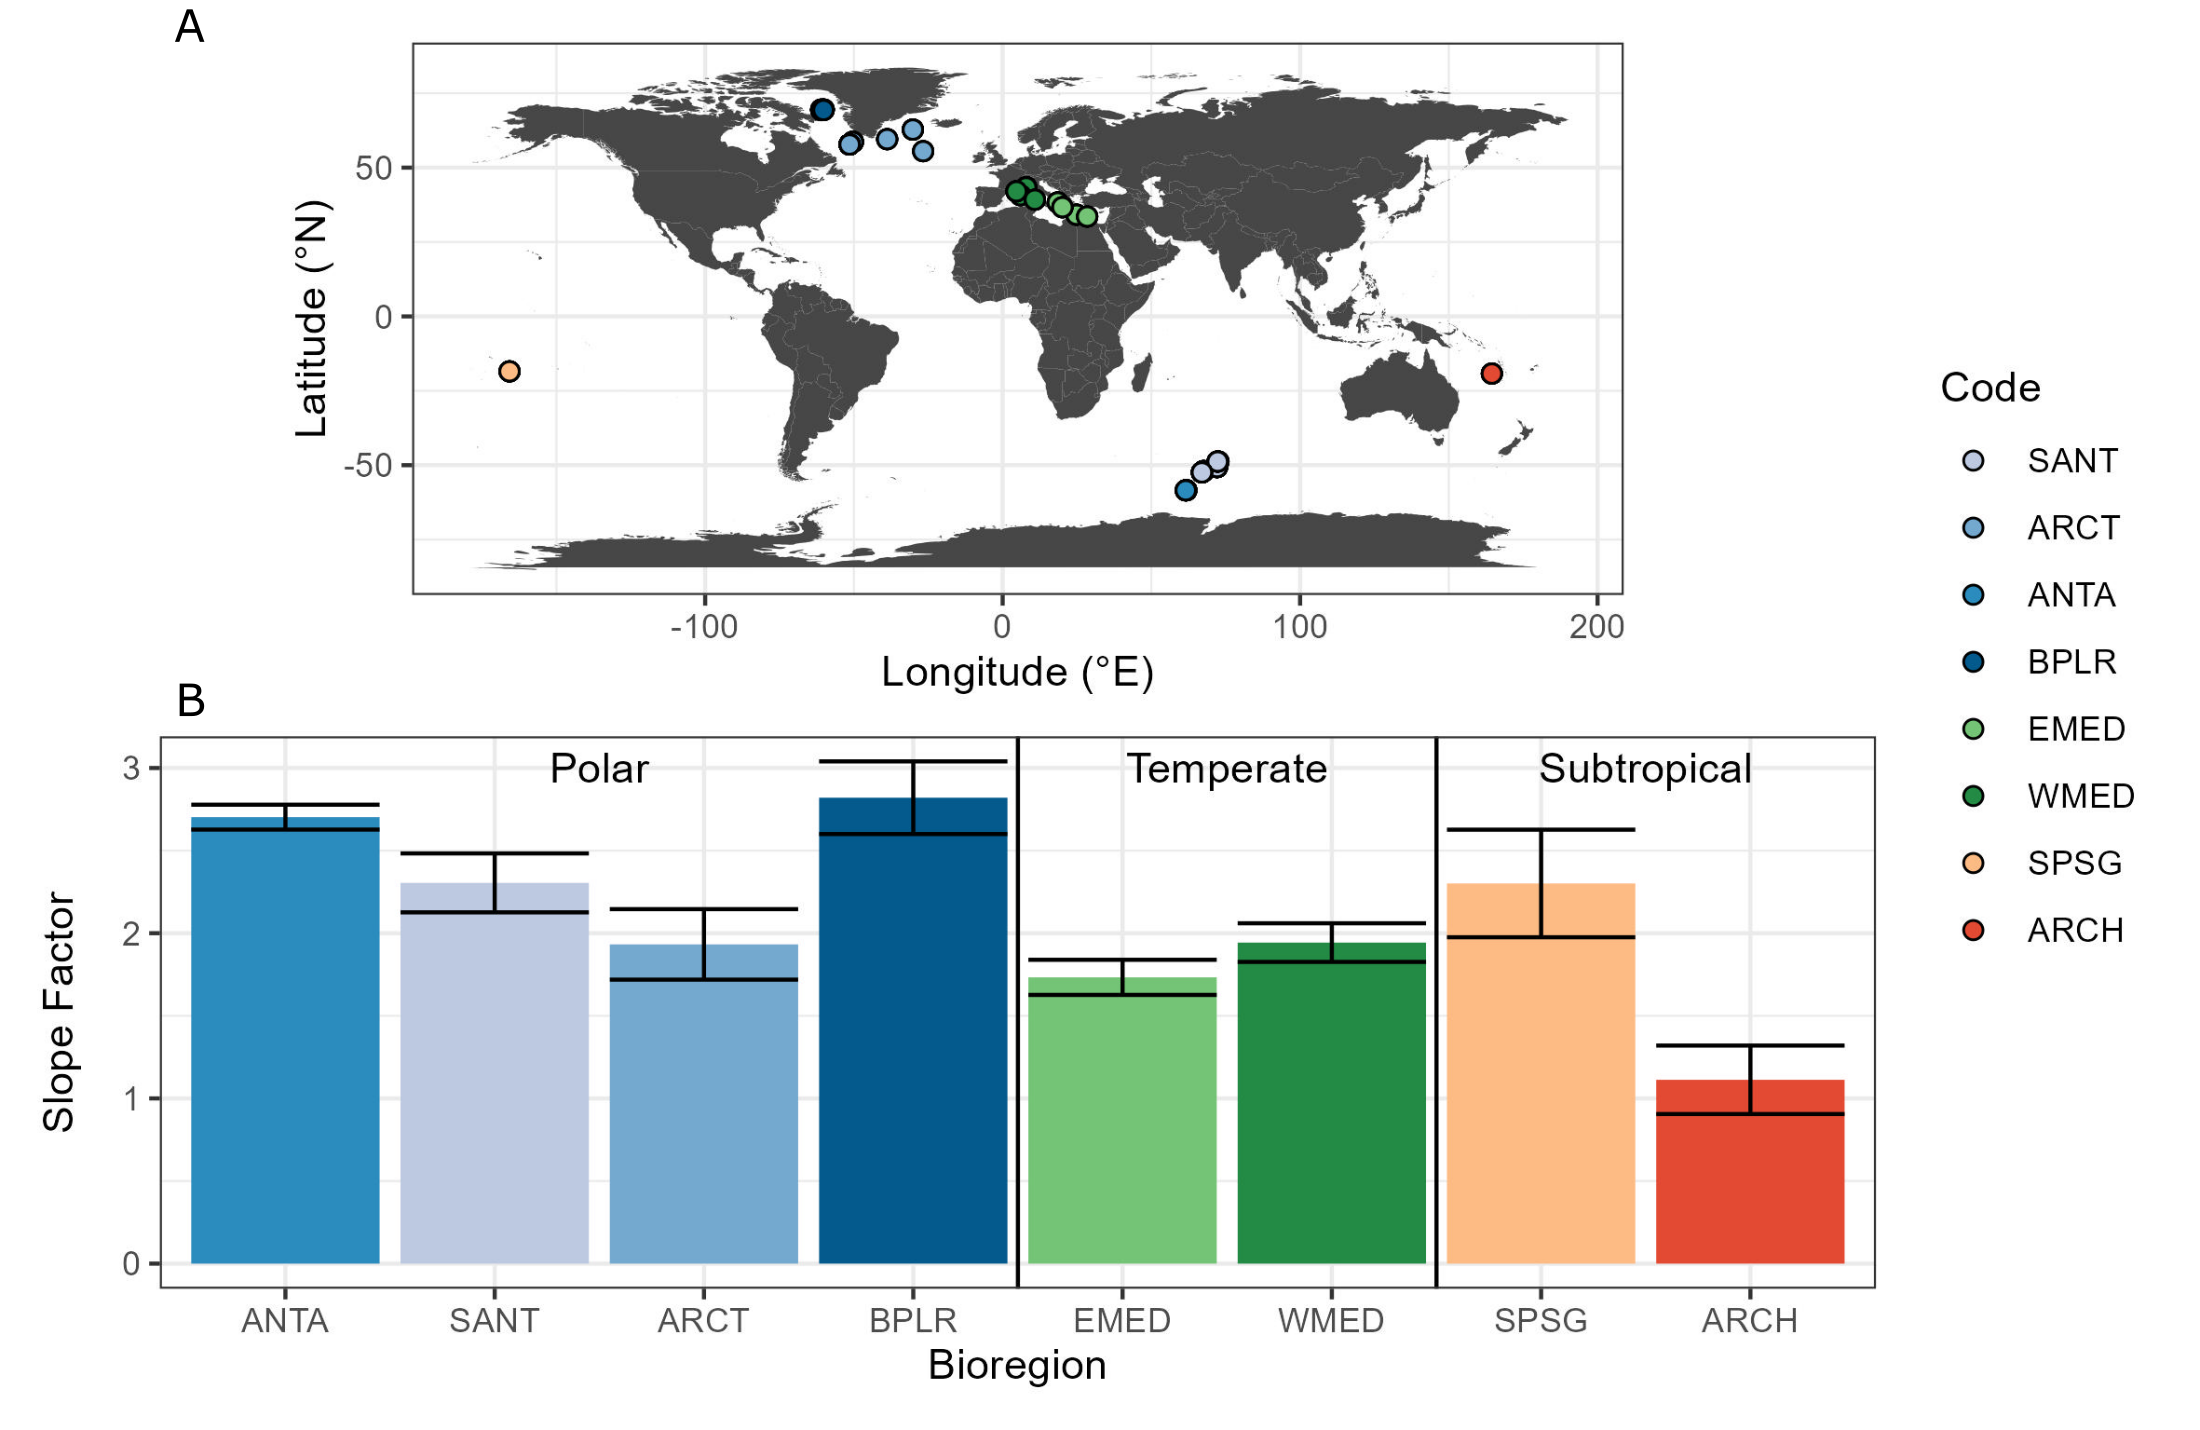 A
Latitude (°N)
50
0
-50
-100 0 100 200
Longitude (°E)
Code
SANT
ARCT
ANTA
BPLR
EMED
WMED
SPSG
ARCH
B
Polar Temperate Subtropical
Slope Factor
3
2
1
0
ANTA SANT ARCT BPLR EMED WMED SPSG ARCH
Bioregion